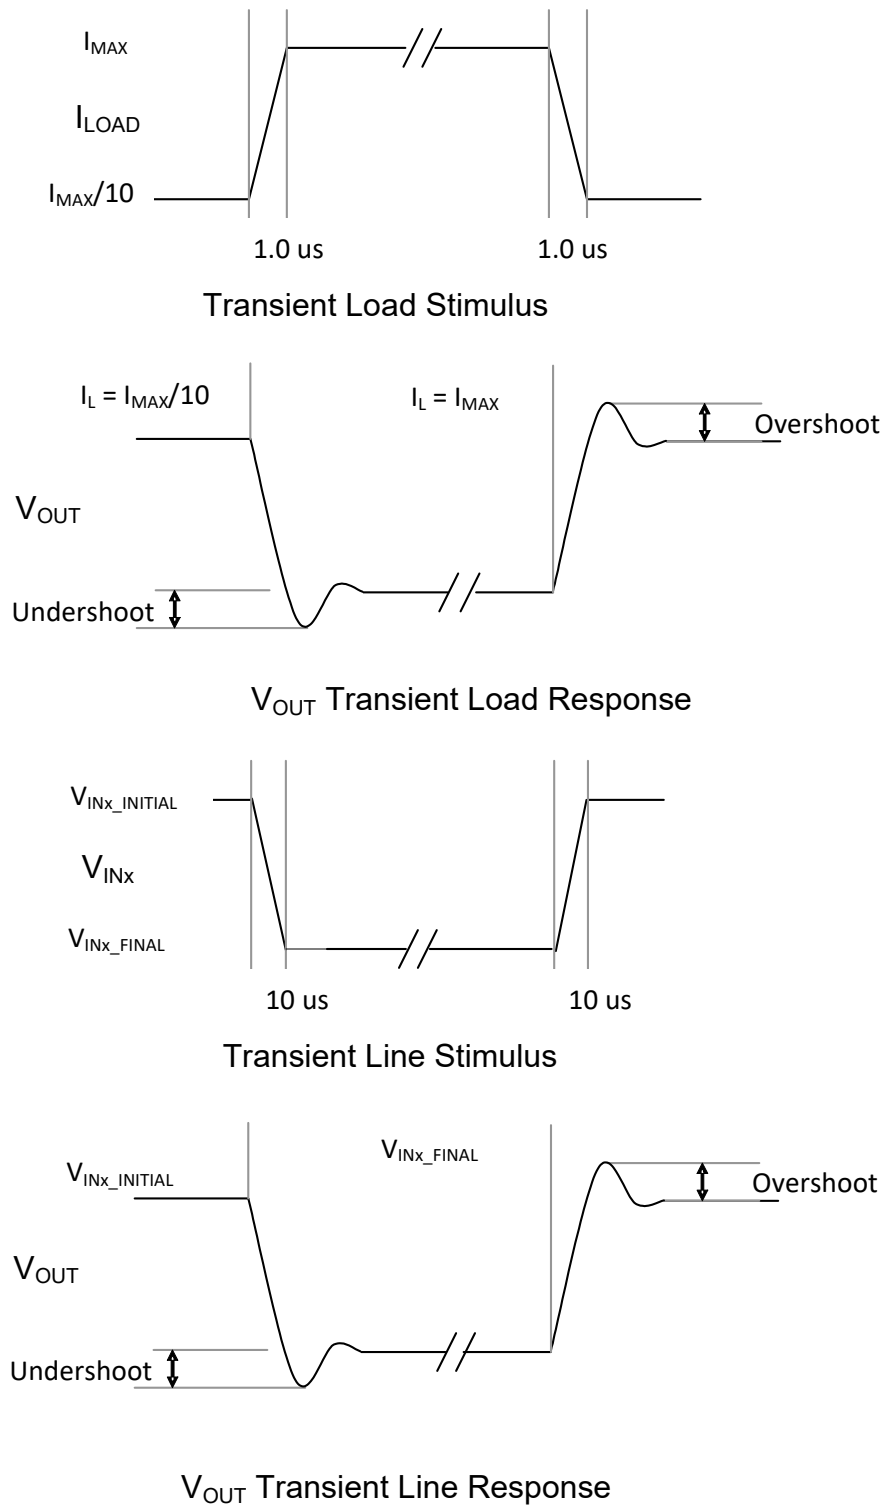 IMAX
ILOAD
IMAX/10
1.0 us 1.0 us
Transient Load Stimulus
IL = IMAX/10 IL = IMAX
Overshoot
VOUT
Undershoot
VOUT Transient Load Response
VINx_INITIAL
VINx
VINx_FINAL
10 us 10 us
Transient Line Stimulus
VINx_FINAL
VINx_INITIAL
Overshoot
VOUT
Undershoot
VOUT Transient Line Response